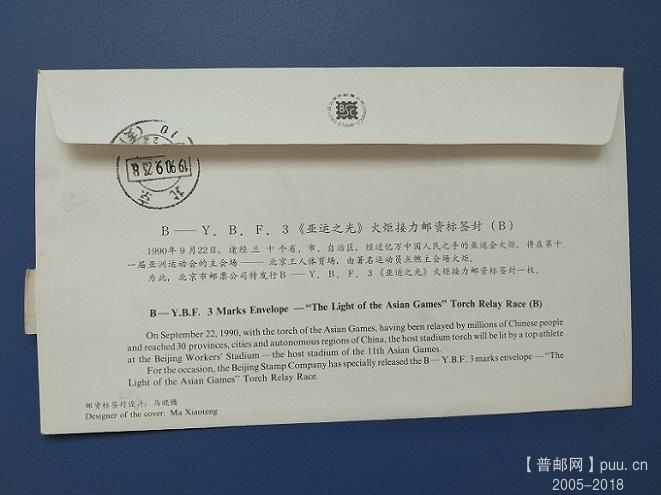 北京
1990.9.23.8
B—Y.B.F.3《亚运之光》火炬接力邮资标签封(B)
1990年9月22日，途经三十个省、市、自治区，经过亿万中国人民之手的亚运会火炬，将在第十
一届亚洲运动会的主会场——北京工人体育场，由著名运动员点燃主会场火炬。
为此，北京市邮票公司特发行B—Y.B.F.3《亚运之光》火炬接力邮资标签封一枚。
B—Y.B.F. 3 Marks Envelope —“The Light of the Asian Games” Torch Relay Race (B)
On September 22, 1990, with the torch of the Asian Games, having been relayed by millions of Chinese people
and reached 30 provinces, cities and autonomous regions of China, the host stadium torch will be lit by a top athlete
at the Beijing Workers' Stadium—the host stadium of the 11th Asian Games.
For the occasion, the Beijing Stamp Company has specially released the B—Y.B.F. 3 marks envelope —“The
Light of the Asian Games” Torch Relay Race.
邮资标签封设计：马晓腾
Designer of the cover: Ma Xiaoteng
【普邮网】puu.cn
2005-2018